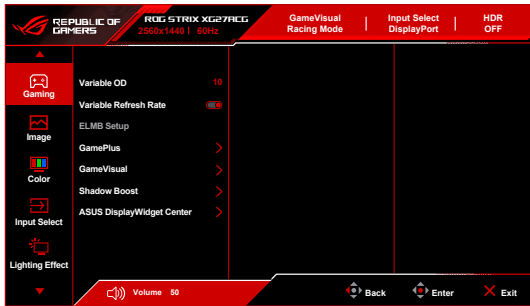 REPUBLIC OF
GAMERS
ROG STRIX XG27ACG
2560x1440 | 60Hz
GameVisual
Racing Mode
Input Select
DisplayPort
HDR
OFF
Gaming
Image
Color
Input Select
Lighting Effect
Variable OD 10
Variable Refresh Rate
ELMB Setup
GamePlus
GameVisual
Shadow Boost
ASUS DisplayWidget Center
Volume 50
Back
Enter
Exit